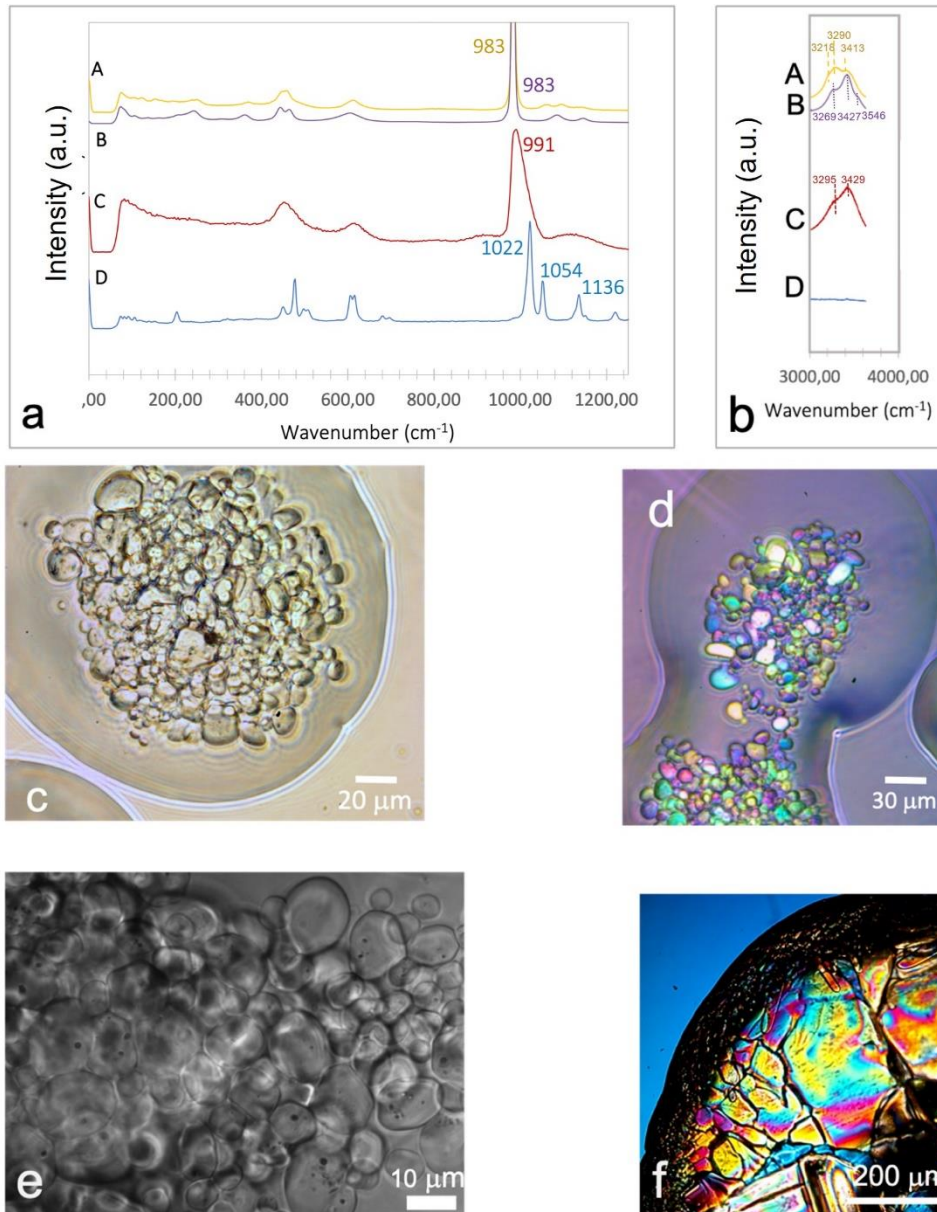 983
A
983
B
991
C
1022
1054
1136
D
Intensity (a.u.)
,00 200,00 400,00 600,00 800,00 1000,00 1200,00
Wavenumber (cm⁻¹)
a
3290
3218 3413
A
B
3269 3427 3546
3295 3429
C
D
Intensity (a.u.)
3000,00 4000,00
Wavenumber (cm⁻¹)
b
c
20 μm
d
30 μm
e
10 μm
f
200 μm